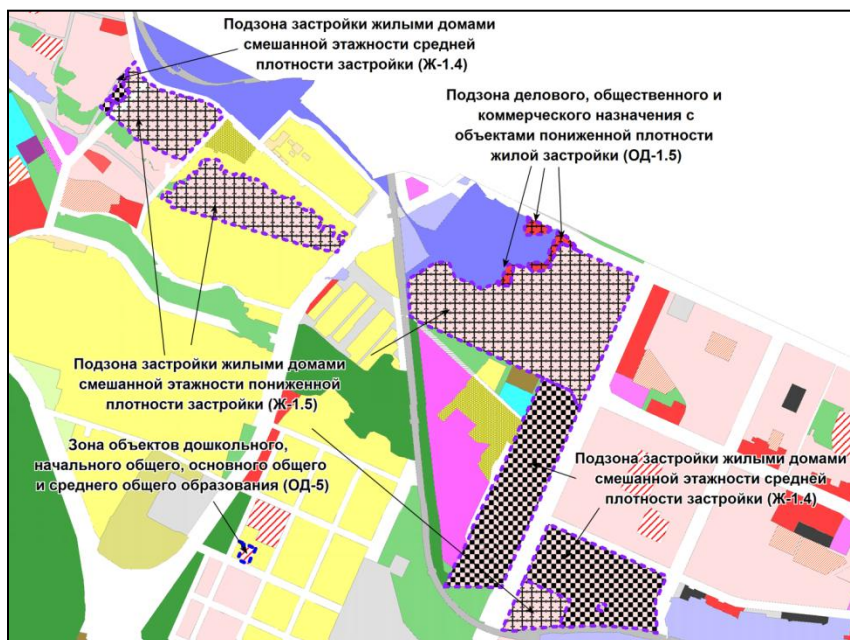 Подзона застройки жилыми домами
смешанной этажности средней
плотности застройки (Ж-1.4)
Подзона делового, общественного и
коммерческого назначения с
объектами пониженной плотности
жилой застройки (ОД-1.5)
Подзона застройки жилыми домами
смешанной этажности пониженной
плотности застройки (Ж-1.5)
Зона объектов дошкольного,
начального общего, основного общего
и среднего общего образования (ОД-5)
Подзона застройки жилыми домами
смешанной этажности средней
плотности застройки (Ж-1.4)